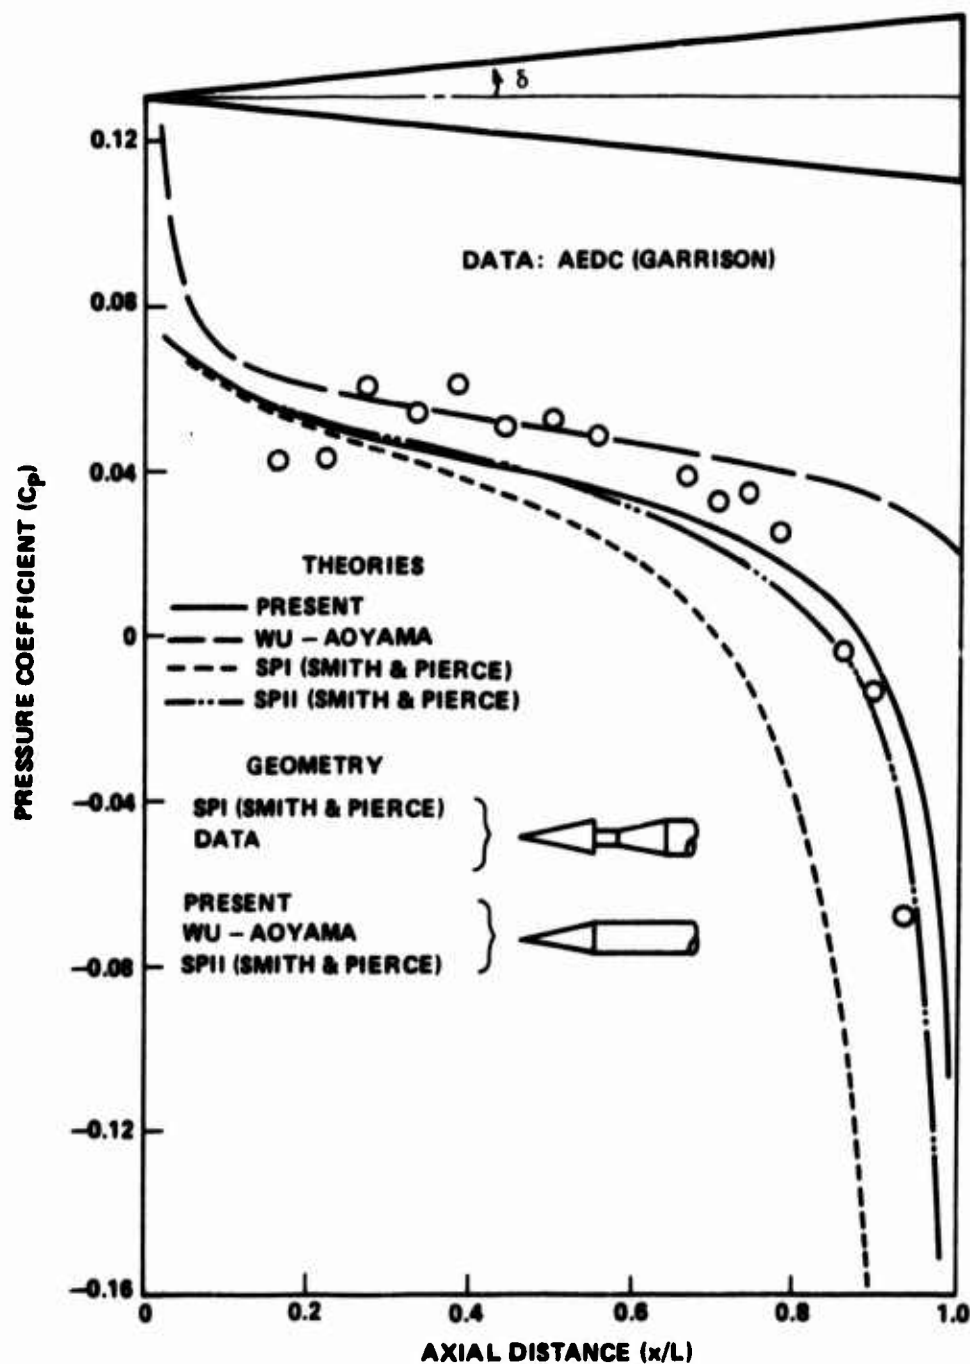 δ
0.12
DATA: AEDC (GARRISON)
0.08
0.04
PRESSURE COEFFICIENT (Cp)
THEORIES
PRESENT
0
WU – AOYAMA
SPI (SMITH & PIERCE)
SPII (SMITH & PIERCE)
GEOMETRY
–0.04
SPI (SMITH & PIERCE)
DATA
PRESENT
WU – AOYAMA
SPII (SMITH & PIERCE)
–0.08
–0.12
–0.16
0 0.2 0.4 0.6 0.8 1.0
AXIAL DISTANCE (x/L)